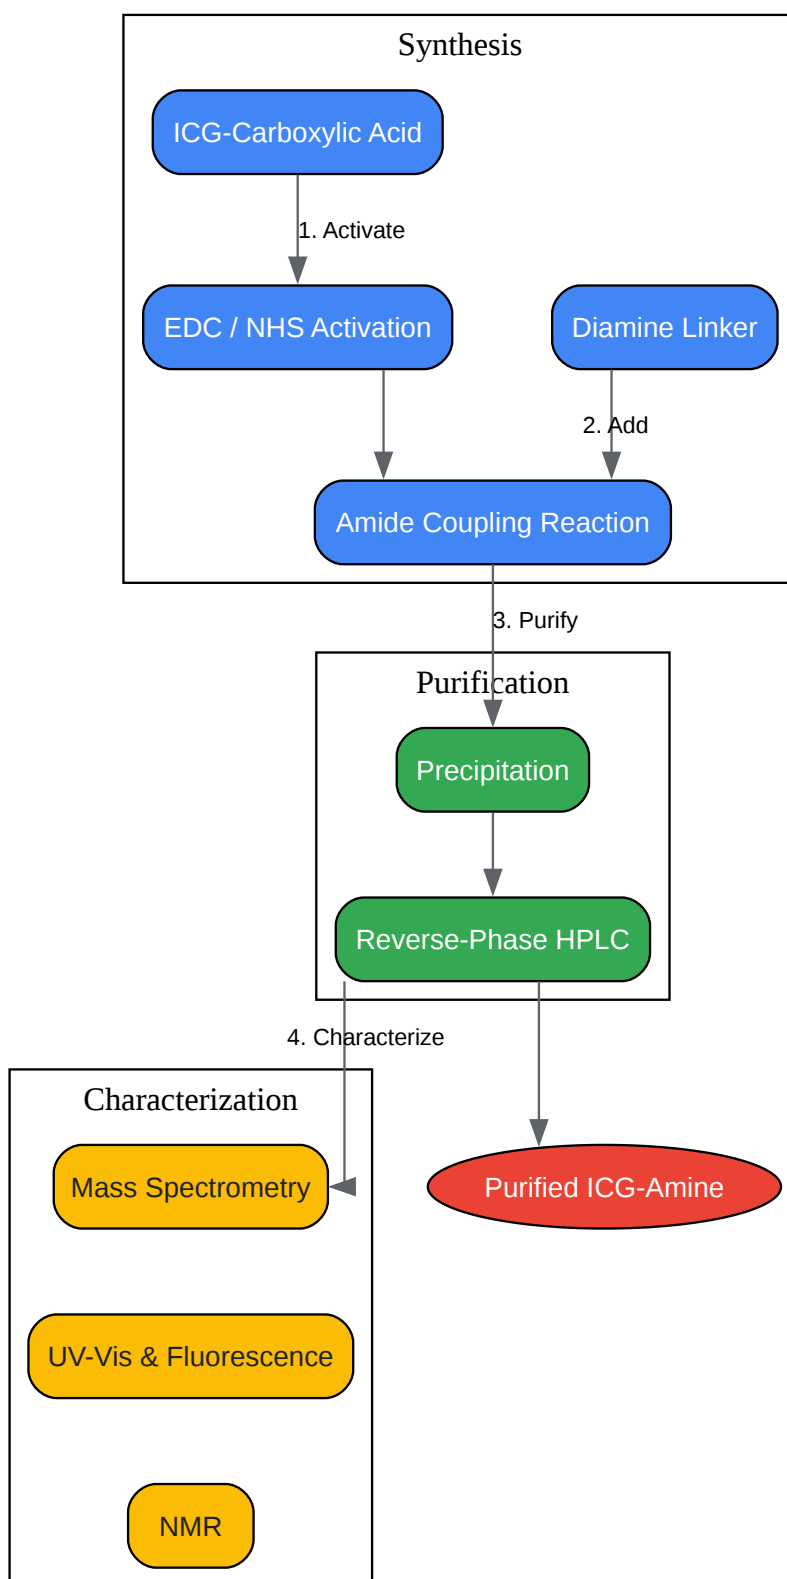 Synthesis
ICG-Carboxylic Acid
1. Activate
EDC / NHS Activation
Diamine Linker
2. Add
Amide Coupling Reaction
3. Purify
Purification
Precipitation
Reverse-Phase HPLC
4. Characterize
Characterization
Mass Spectrometry
Purified ICG-Amine
UV-Vis & Fluorescence
NMR